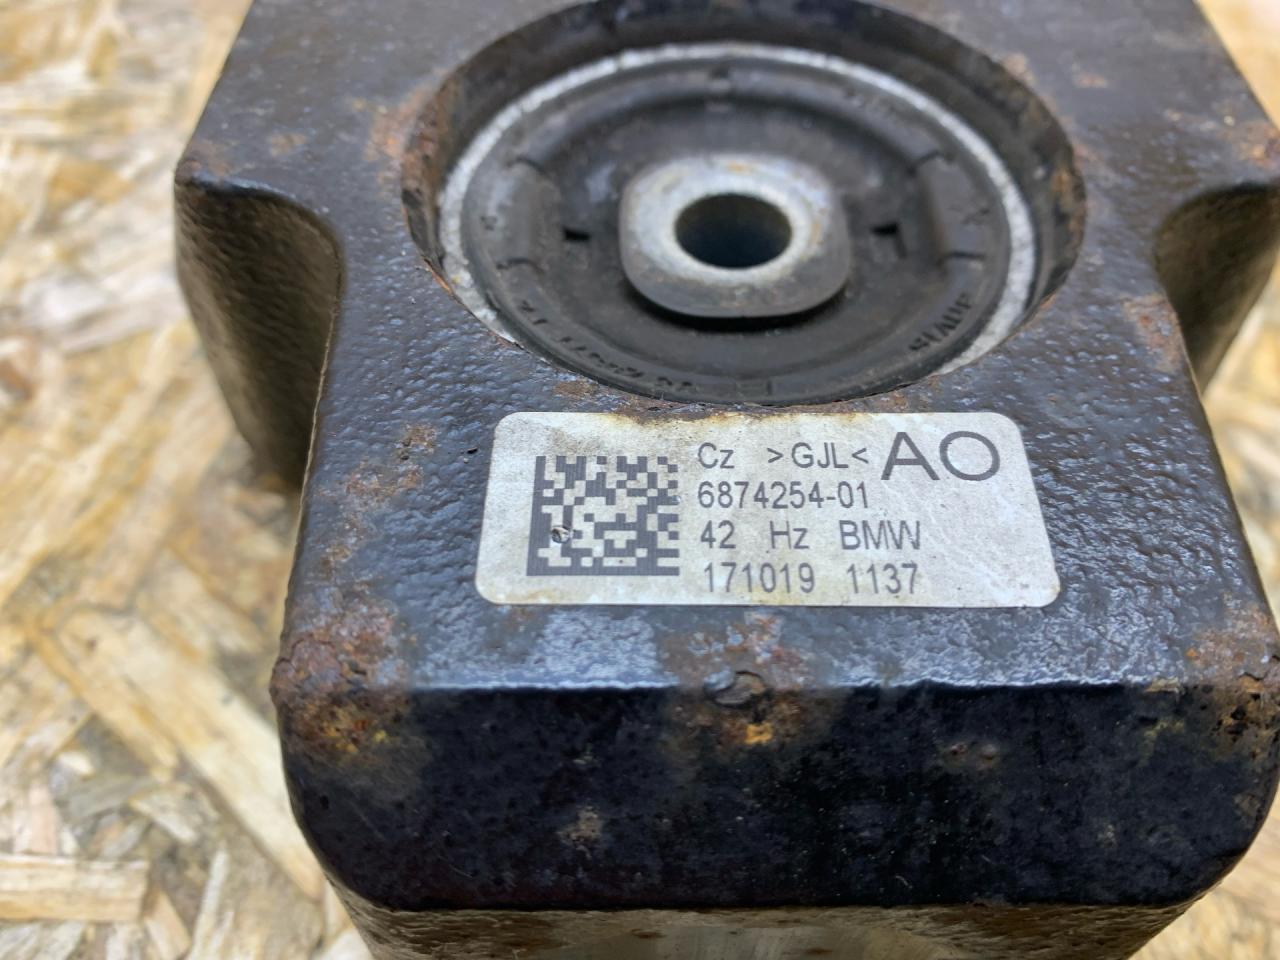 Cz >GJL< AO
6874254-01
42 Hz BMW
171019 1137